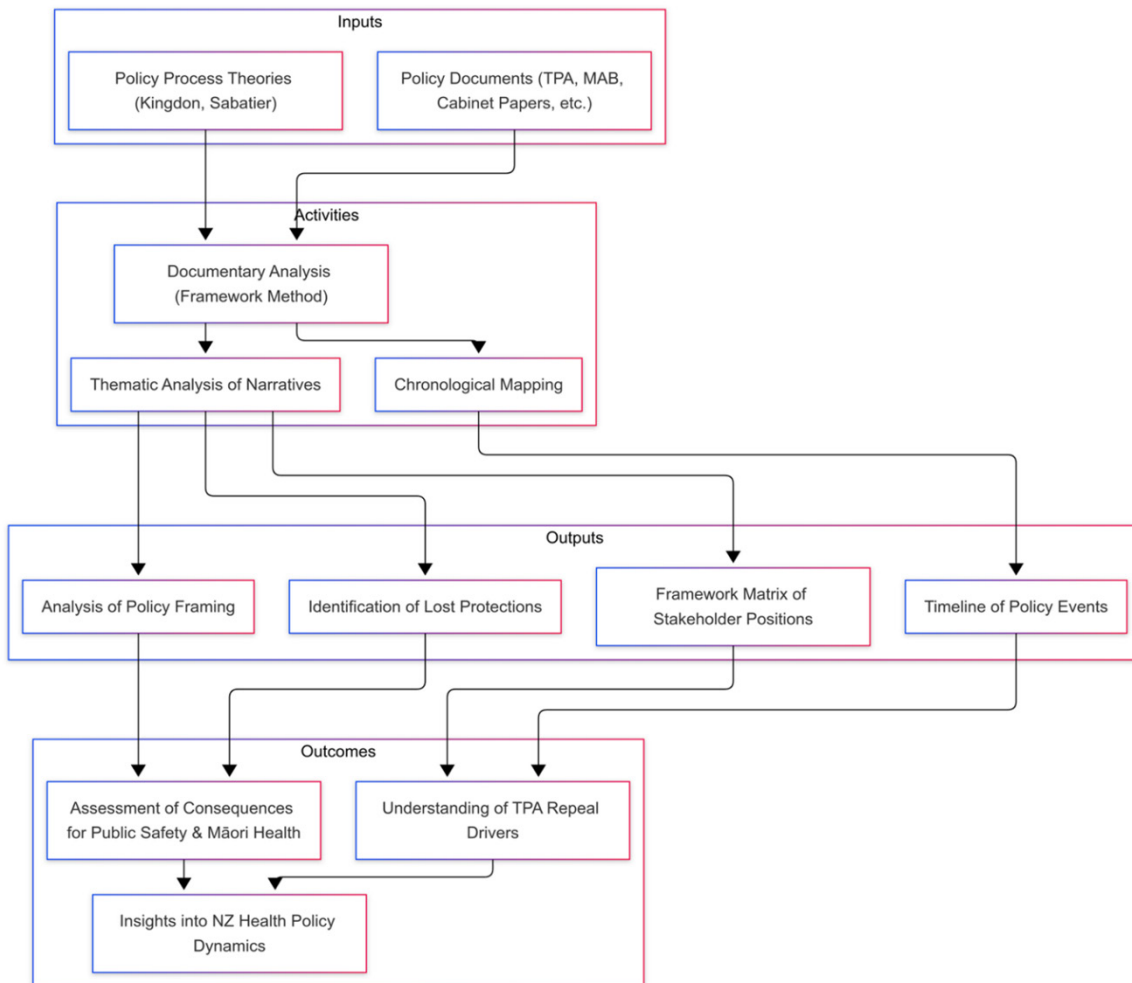 Inputs
Policy Process Theories
(Kingdon, Sabatier)
Policy Documents (TPA, MAB,
Cabinet Papers, etc.)
Activities
Documentary Analysis
(Framework Method)
Thematic Analysis of Narratives
Chronological Mapping
Outputs
Analysis of Policy Framing
Identification of Lost Protections
Framework Matrix of
Stakeholder Positions
Timeline of Policy Events
Outcomes
Assessment of Consequences
for Public Safety & Māori Health
Understanding of TPA Repeal
Drivers
Insights into NZ Health Policy
Dynamics